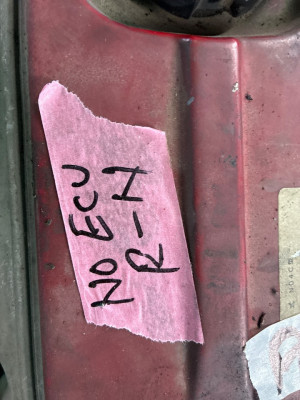 NO ECU
R-H